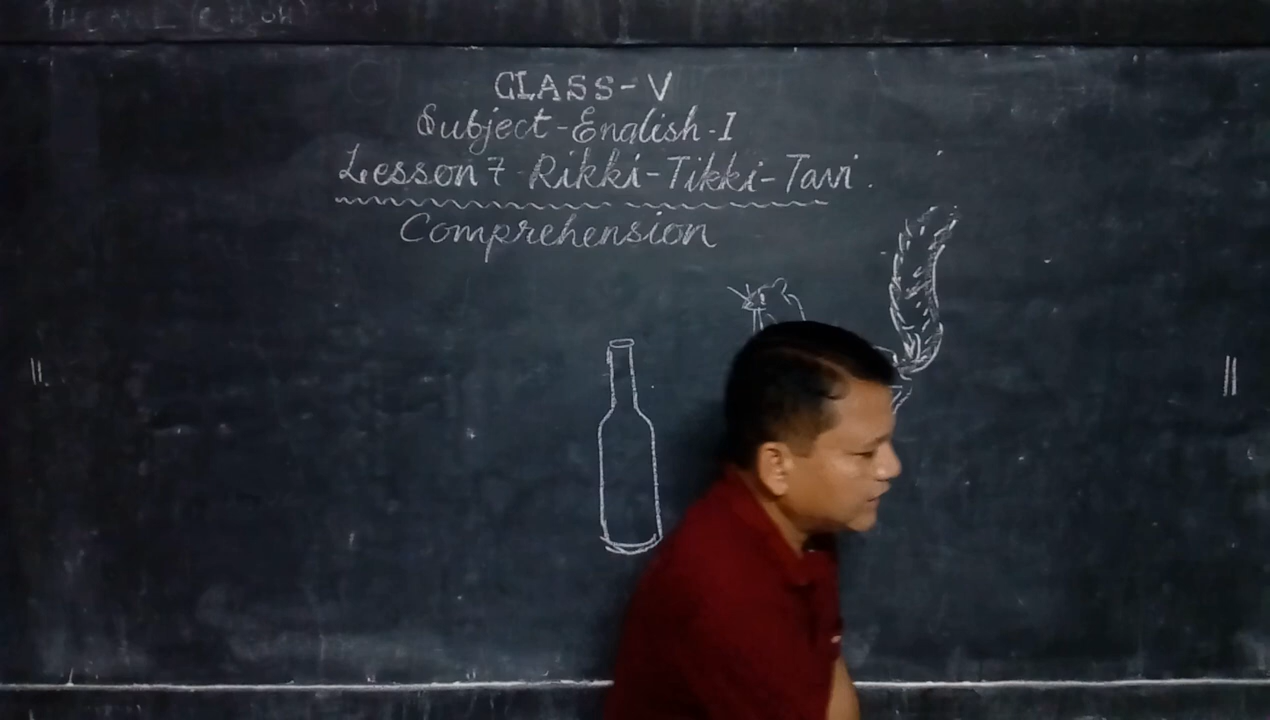 CLASS-V
Subject-English-I
Lesson 7 Rikki-Tikki-Tavi.
Comprehension